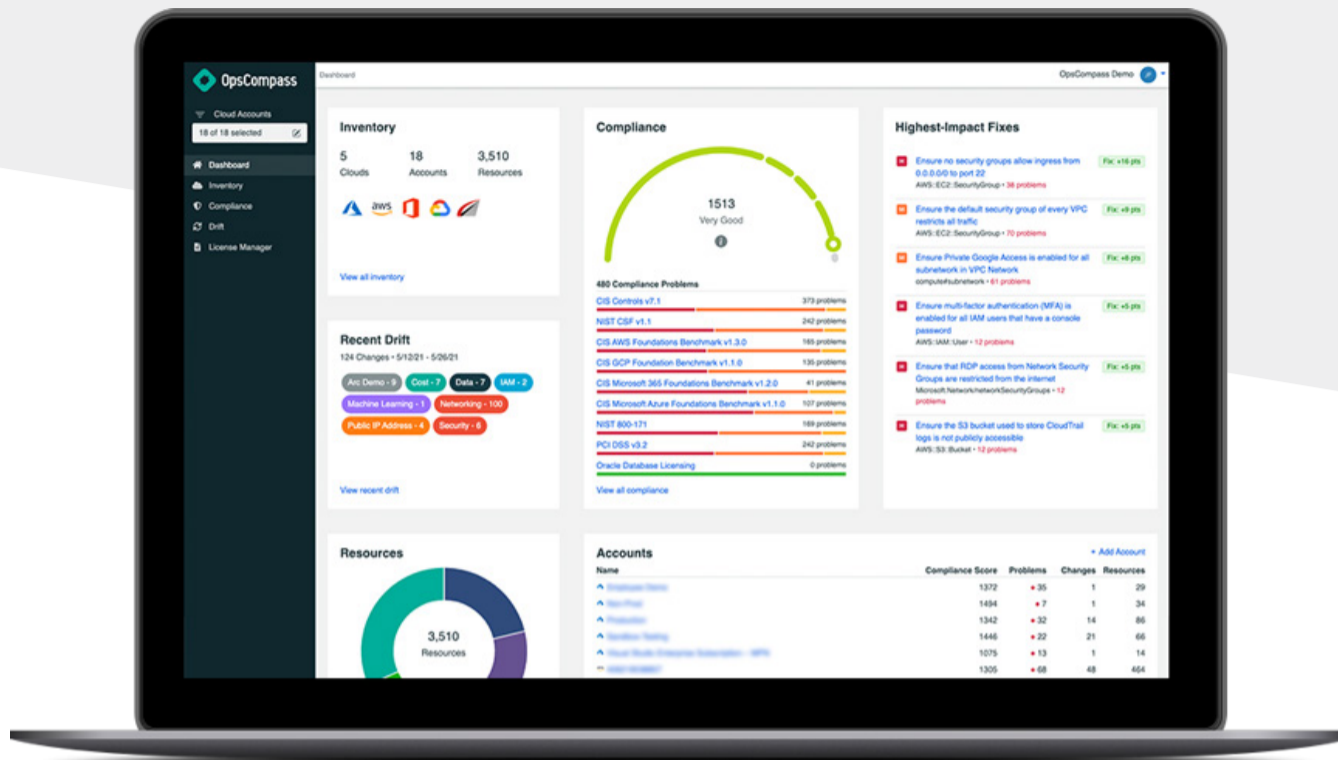 OpsCompass
Cloud Accounts
18 of 18 selected
Dashboard
Inventory
Compliance
Drift
License Manager
Dashboard
OpsCompass Demo
Inventory
5
Clouds
18
Accounts
3,510
Resources
aws
View all inventory
Recent Drift
124 Changes • 5/12/21 - 5/26/21
Arc Demo - 9
Cost - 7
Data - 7
IAM - 2
Machine Learning - 1
Networking - 100
Public IP Address - 4
Security - 6
View recent drift
Compliance
1513
Very Good
480 Compliance Problems
CIS Controls v7.1 373 problems
NIST CSF v1.1 242 problems
CIS AWS Foundations Benchmark v1.3.0 165 problems
CIS GCP Foundation Benchmark v1.1.0 135 problems
CIS Microsoft 365 Foundations Benchmark v1.2.0 41 problems
CIS Microsoft Azure Foundations Benchmark v1.1.0 107 problems
NIST 800-171 169 problems
PCI DSS v3.2 242 problems
Oracle Database Licensing 0 problems
View all compliance
Highest-Impact Fixes
Ensure no security groups allow ingress from
0.0.0.0/0 to port 22
AWS::EC2::SecurityGroup • 38 problems
Fix: +16 pts
Ensure the default security group of every VPC
restricts all traffic
AWS::EC2::SecurityGroup • 70 problems
Fix: +9 pts
Ensure Private Google Access is enabled for all
subnetwork in VPC Network
compute#subnetwork • 61 problems
Fix: +6 pts
Ensure multi-factor authentication (MFA) is
enabled for all IAM users that have a console
password
AWS::IAM::User • 12 problems
Fix: +5 pts
Ensure that RDP access from Network Security
Groups are restricted from the internet
Microsoft.Network/networkSecurityGroups • 12
problems
Fix: +5 pts
Ensure the S3 bucket used to store CloudTrail
logs is not publicly accessible
AWS::S3::Bucket • 12 problems
Fix: +5 pts
Resources
3,510
Resources
Accounts
+ Add Account
Name Compliance Score Problems Changes Resources
1372 35 1 29
1494 7 1 34
1342 32 14 86
1446 22 21 66
1075 13 1 14
1305 68 48 464